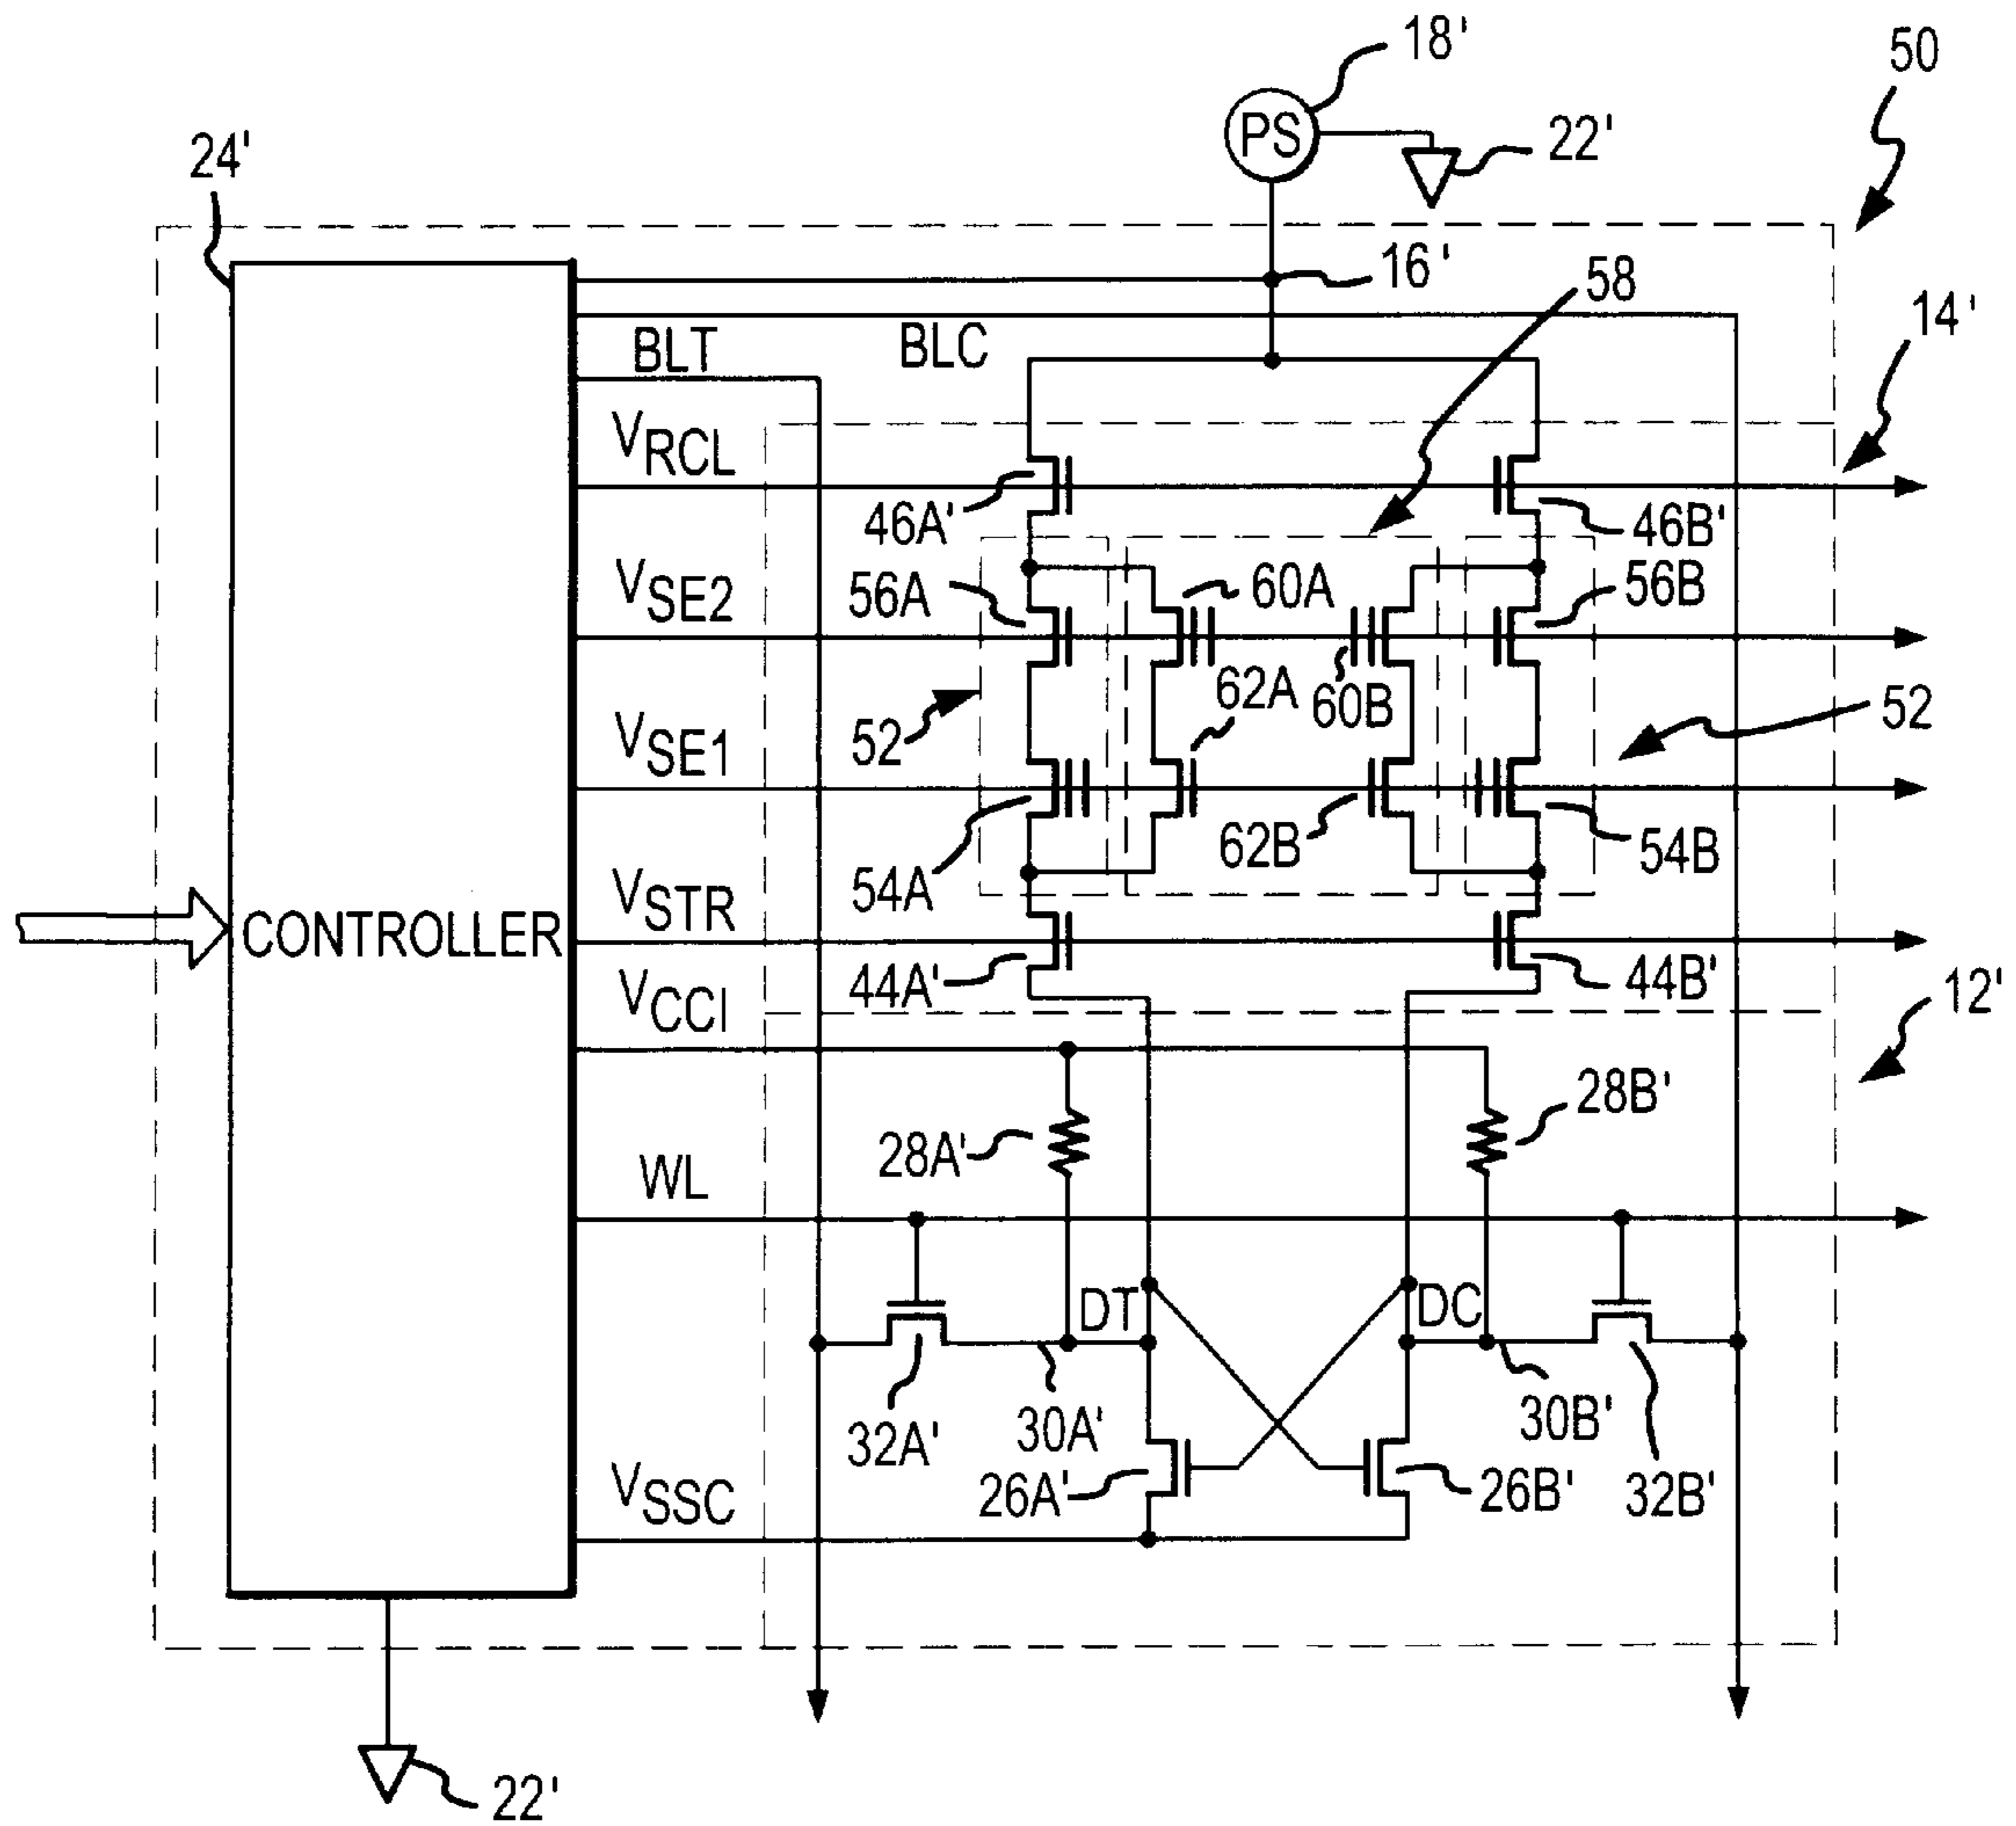 18'
50
PS
22'
24'
16'
58
14'
BLT
BLC
VRCL
46A'
46B'
VSE2
56A
60A
56B
62A
60B
52
52
VSE1
62B
54B
54A
VSTR
CONTROLLER
44A'
44B'
VCCI
12'
28B'
28A'
WL
DT
DC
32A'
30A'
30B'
26A'
26B'
32B'
VSSC
22'